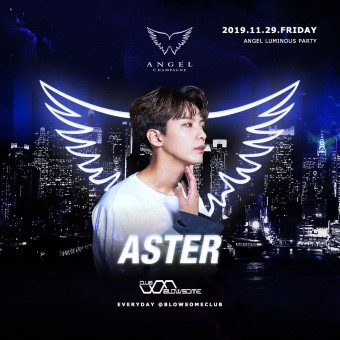 2019.11.29.FRIDAY
ANGEL LUMINOUS PARTY
ANGEL
CHAMPAGNE
ASTER
CLUB
BLOWSOME
EVERYDAY @BLOWSOMECLUB